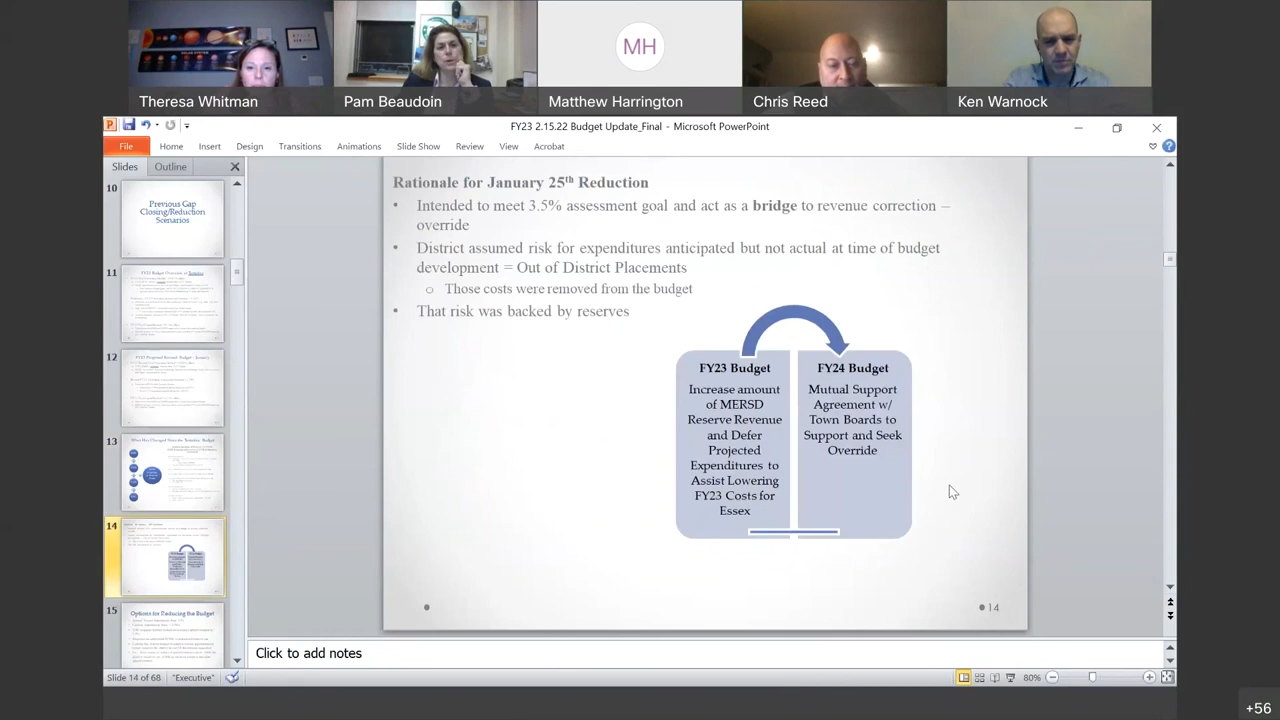 MH
Theresa Whitman
Pam Beaudoin
Matthew Harrington
Chris Reed
Ken Warnock
FY23 2.15.22 Budget Update_Final - Microsoft PowerPoint
File
Home
Insert
Design
Transitions
Animations
Slide Show
Review
View
Acrobat
Slides
Outline
10
Previous Gap
Closing/Reduction
Scenarios
11
12
13
14
15
Options for Reducing the Budget
Rationale for January 25th Reduction
• Intended to meet 3.5% assessment goal and act as a bridge to revenue correction –
override
• District assumed risk for expenditures anticipated but not actual at time of budget
development = Out of District Placements
o Those costs were removed from the budget
• That risk was backed by reserves
FY23 Budget
Increase amount
of MERSD
Reserve Revenue
and Defer
Projected
Expenditures to
Assist Lowering
FY23 Costs for
Essex
FY24 Budget
Mutual Support
Agreement w/
Town Boards to
Support and Seek
Override
14
Click to add notes
Slide 14 of 68
"Executive"
80%
+56